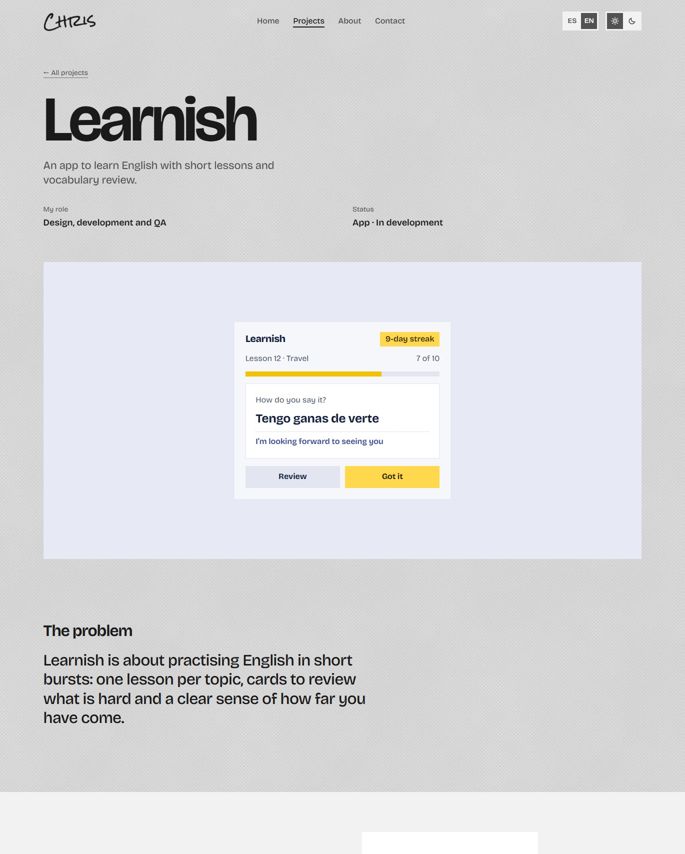 CHRIS
Home Projects About Contact
ES EN
← All projects
Learnish
An app to learn English with short lessons and
vocabulary review.
My role
Design, development and QA
Status
App · In development
Learnish
9-day streak
Lesson 12 · Travel
7 of 10
How do you say it?
Tengo ganas de verte
I'm looking forward to seeing you
Review
Got it
The problem
Learnish is about practising English in short
bursts: one lesson per topic, cards to review
what is hard and a clear sense of how far you
have come.